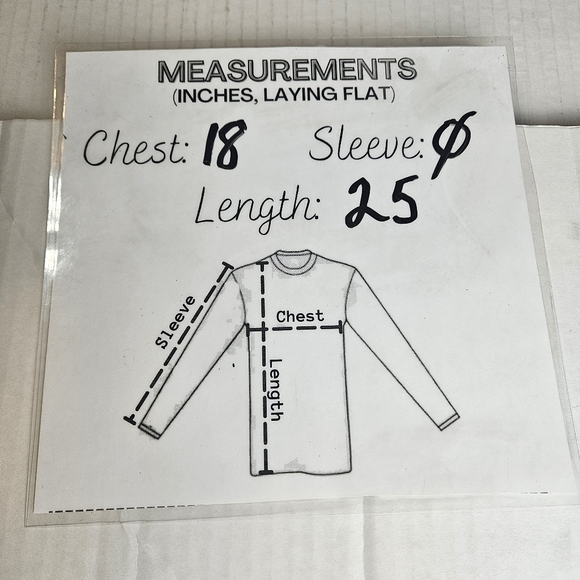 MEASUREMENTS
(INCHES, LAYING FLAT)
Chest: 18 Sleeve: Ø
Length: 25
Sleeve
Chest
Length